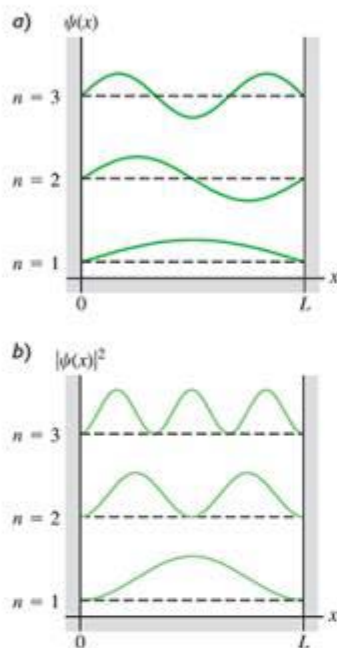 a) ψ(x)
n = 3
n = 2
n = 1
x
0 L
b) |ψ(x)|²
n = 3
n = 2
n = 1
x
0 L